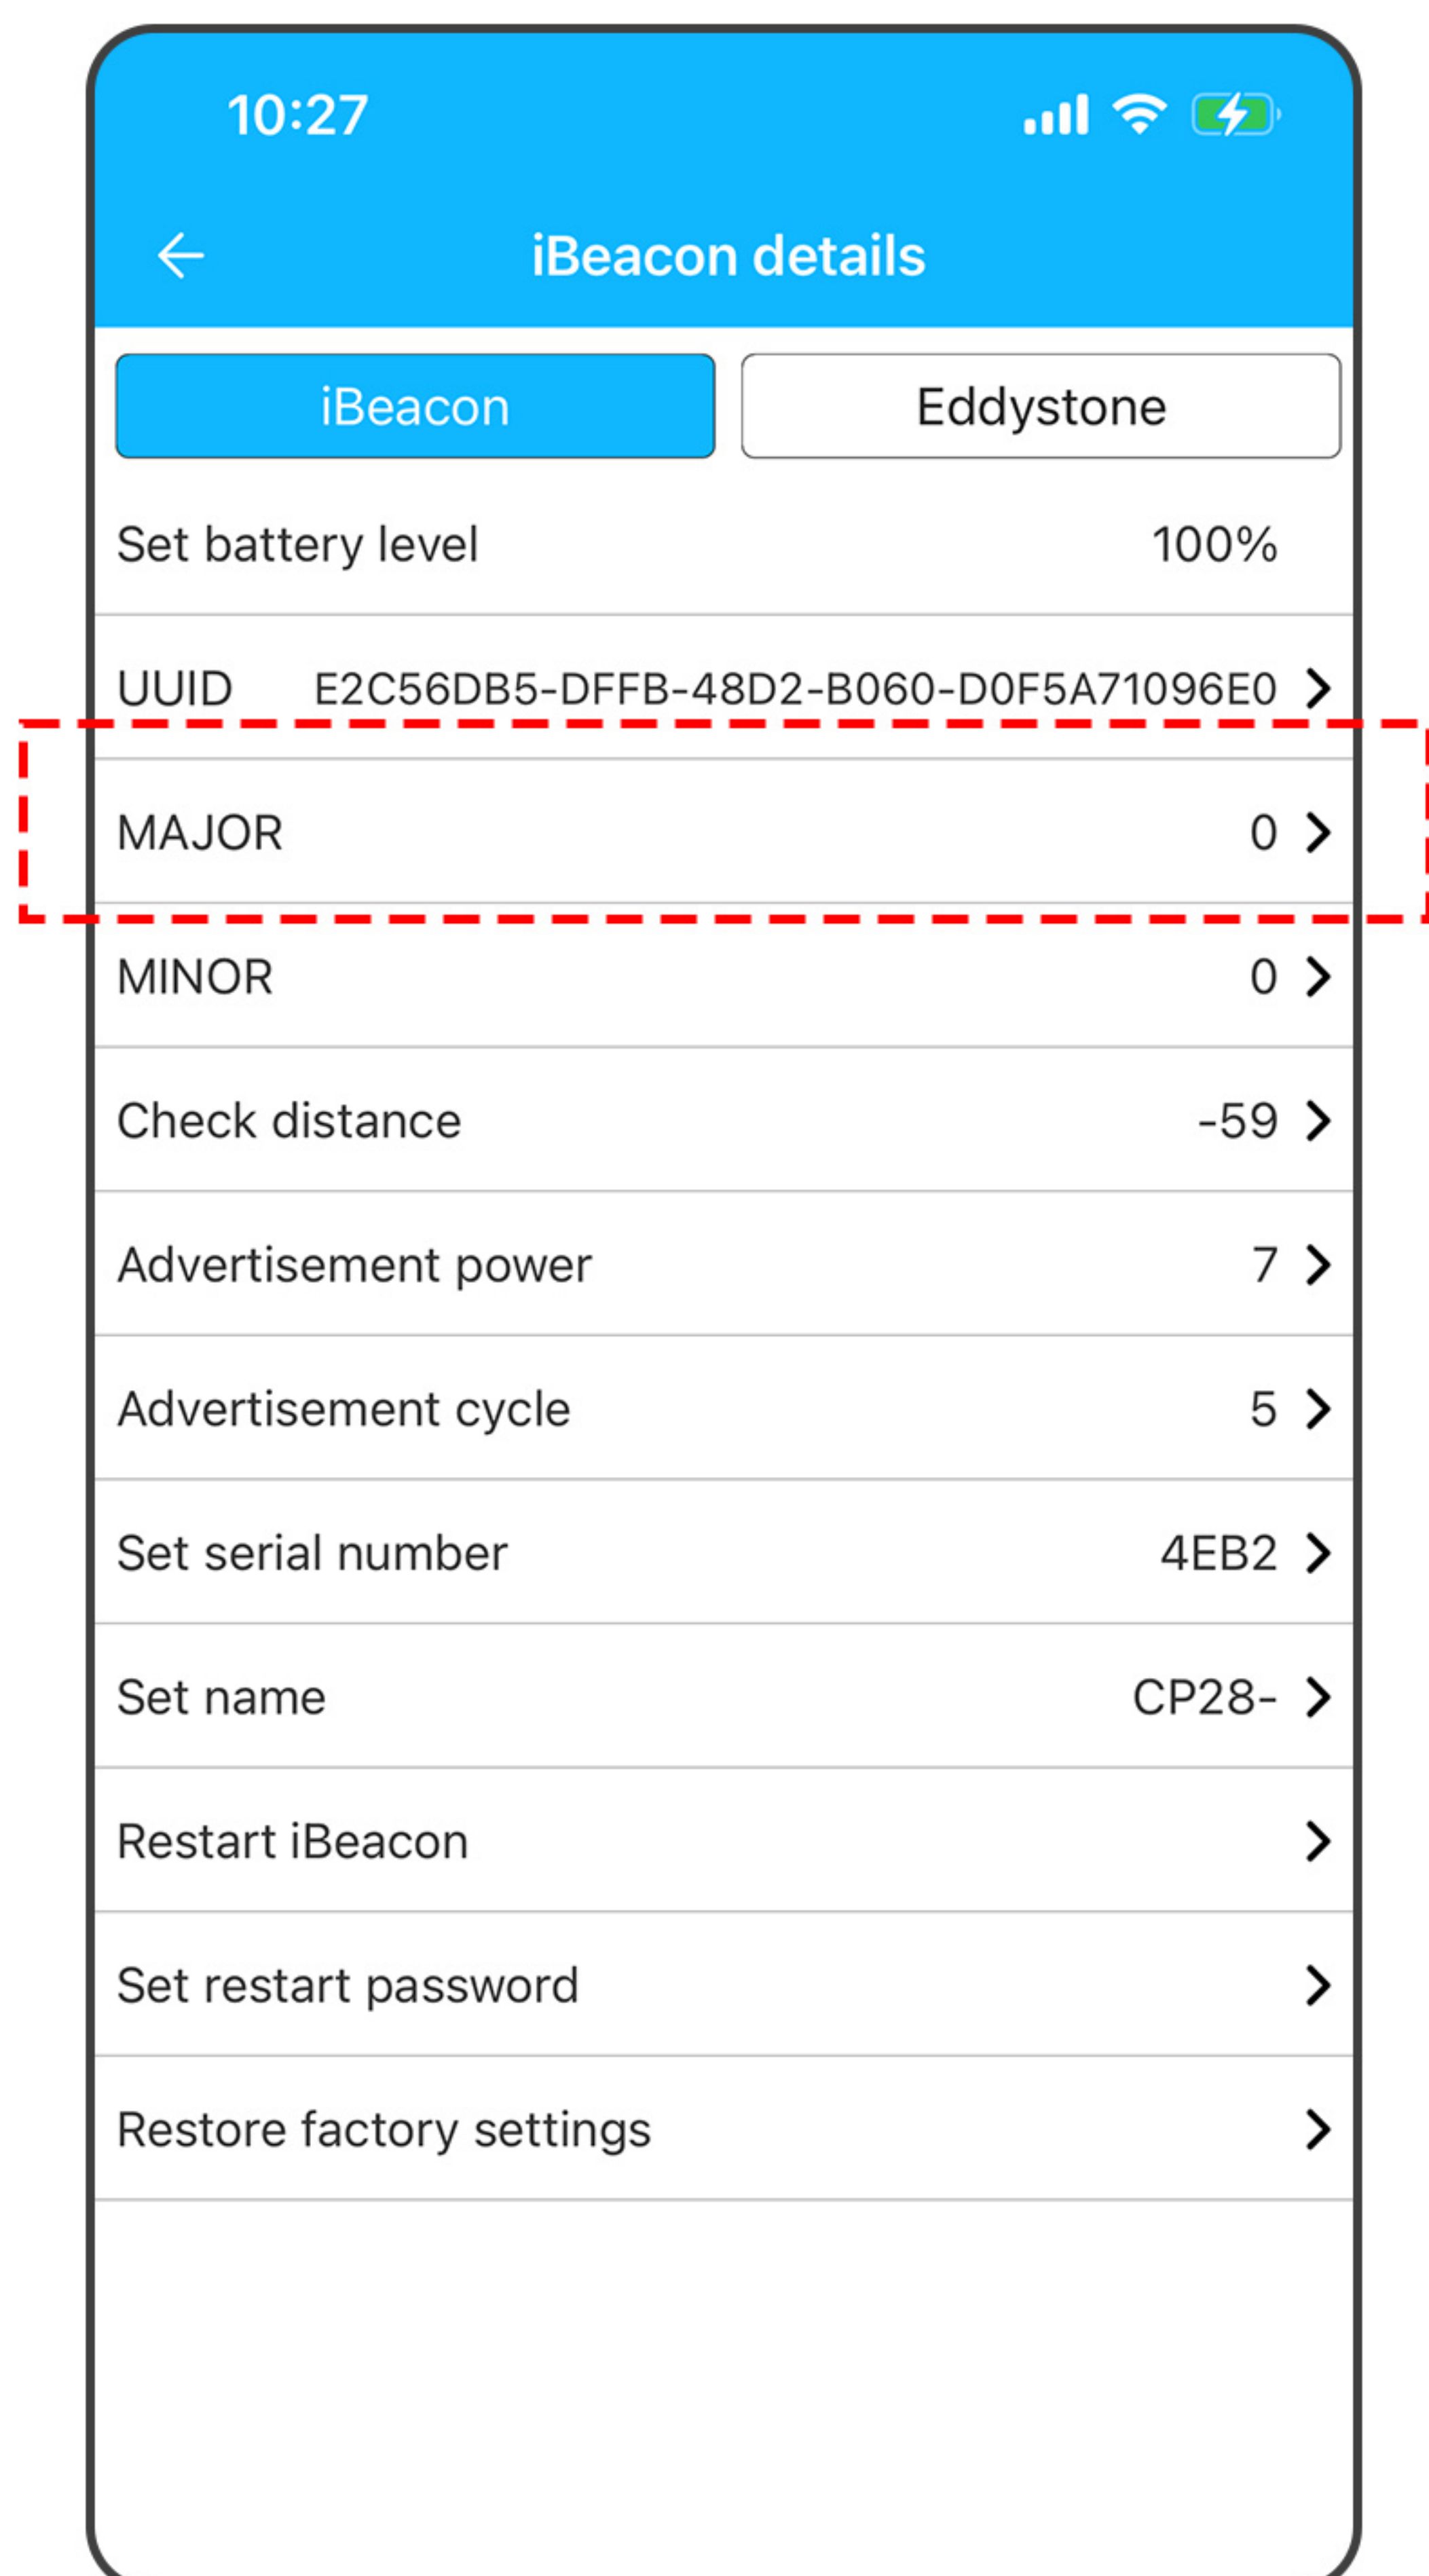 10:27
iBeacon details
iBeacon Eddystone
Set battery level 100%
UUID E2C56DB5-DFFB-48D2-B060-D0F5A71096E0
MAJOR 0
MINOR 0
Check distance -59
Advertisement power 7
Advertisement cycle 5
Set serial number 4EB2
Set name CP28-
Restart iBeacon
Set restart password
Restore factory settings